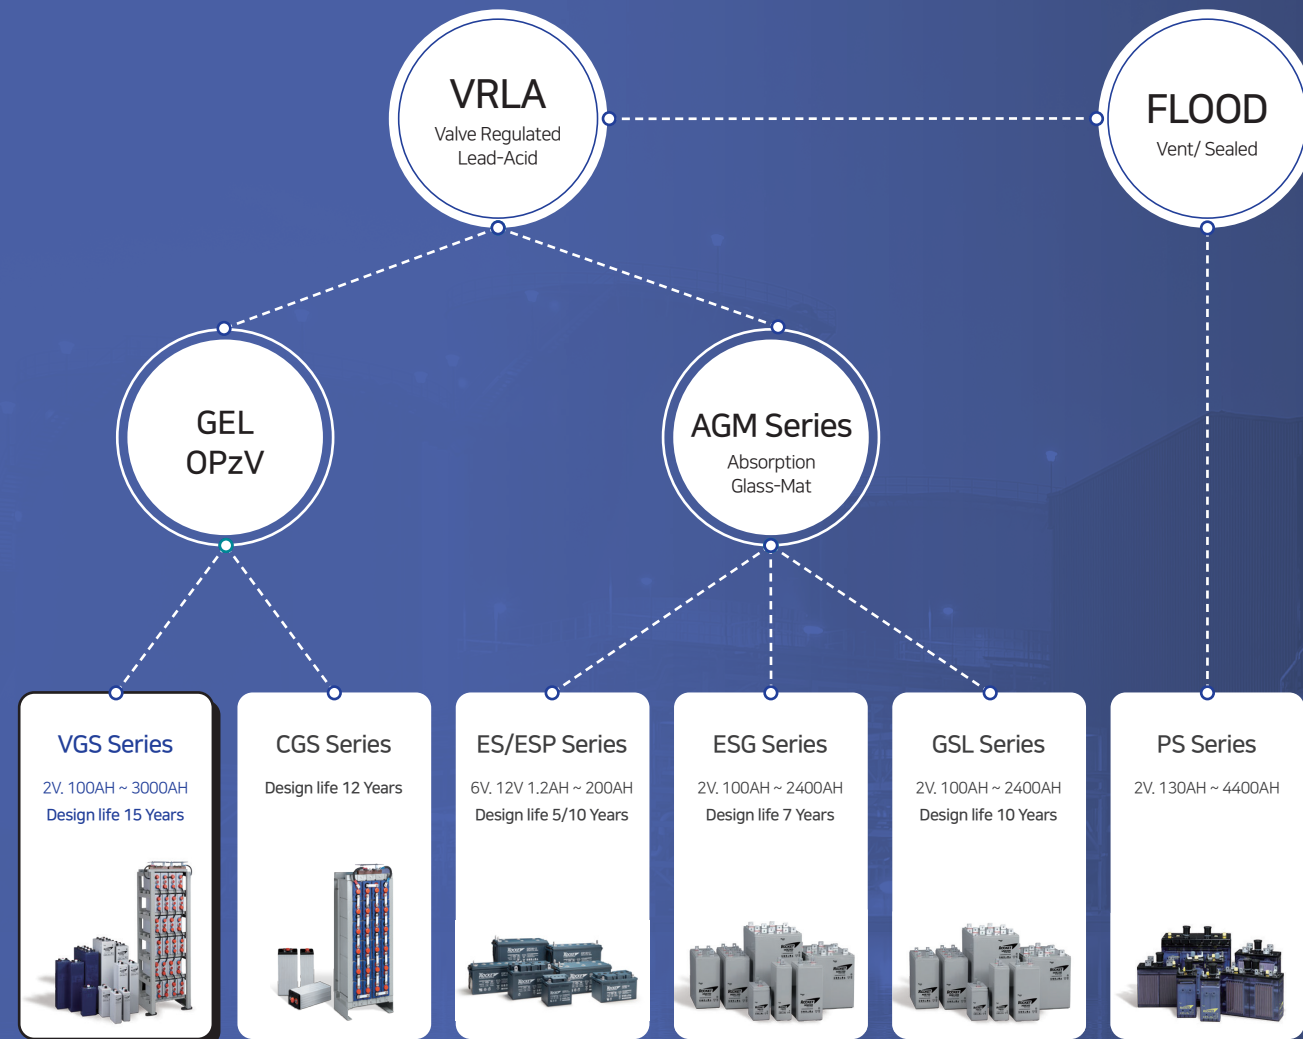 VRLA
Valve Regulated
Lead-Acid
FLOOD
Vent/ Sealed
GEL
OPzV
AGM Series
Absorption
Glass-Mat
VGS Series
2V. 100AH ~ 3000AH
Design life 15 Years
CGS Series
Design life 12 Years
ES/ESP Series
6V. 12V 1.2AH ~ 200AH
Design life 5/10 Years
ESG Series
2V. 100AH ~ 2400AH
Design life 7 Years
GSL Series
2V. 100AH ~ 2400AH
Design life 10 Years
PS Series
2V. 130AH ~ 4400AH
ROCKET
ROCKET
ROCKET